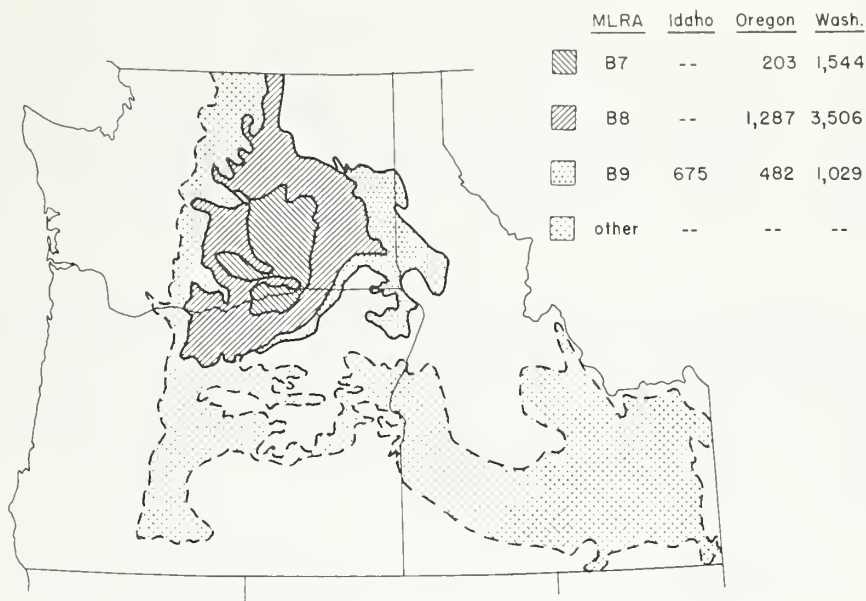 MLRA Idaho Oregon Wash.
B7 -- 203 1,544
B8 -- 1,287 3,506
B9 675 482 1,029
other -- -- --